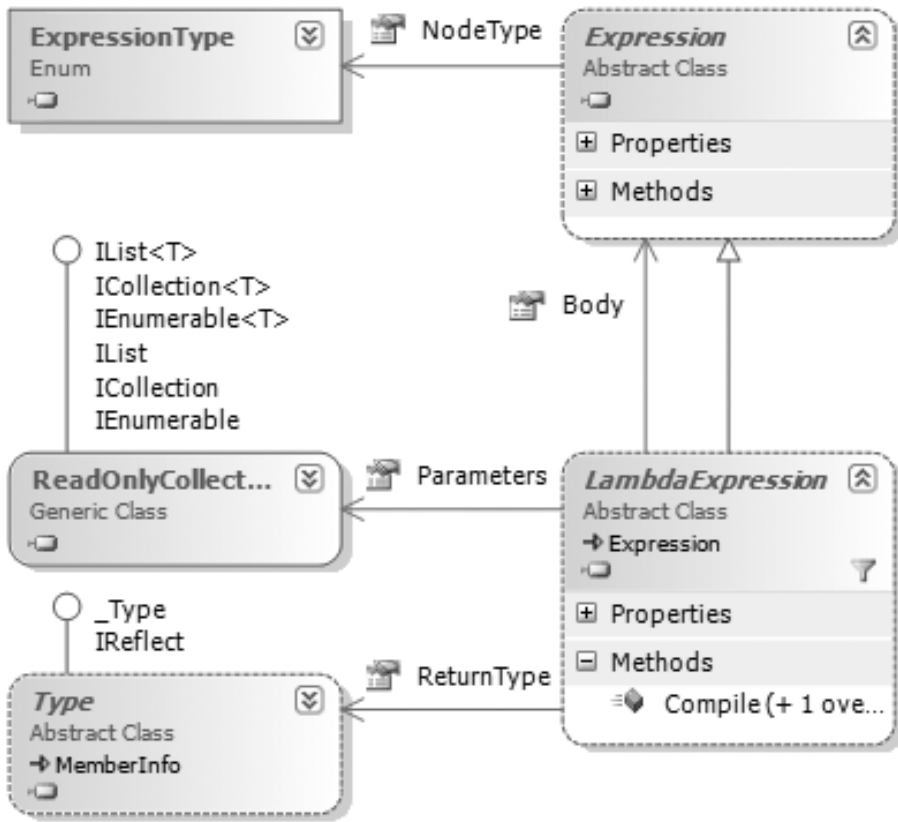 ExpressionType
Enum
NodeType
Expression
Abstract Class
Properties
Methods
IList<T>
ICollection<T>
IEnumerable<T>
IList
ICollection
IEnumerable
Body
ReadOnlyCollect...
Generic Class
Parameters
LambdaExpression
Abstract Class
Expression
Properties
Methods
Compile (+ 1 ove...
_Type
IReflect
ReturnType
Type
Abstract Class
MemberInfo